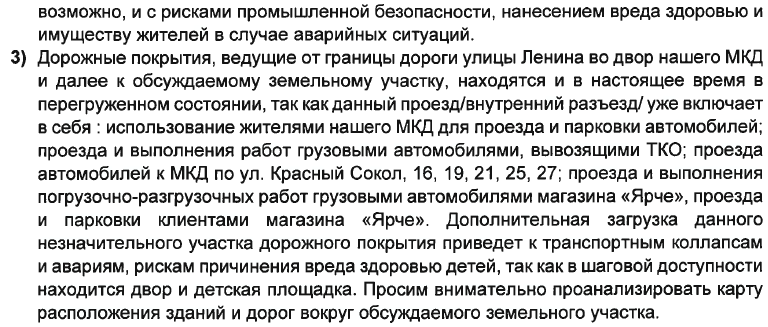 возможно, и с рисками промышленной безопасности, нанесением вреда здоровью и
имуществу жителей в случае аварийных ситуаций.
3) Дорожные покрытия, ведущие от границы дороги улицы Ленина во двор нашего МКД
и далее к обсуждаемому земельному участку, находятся и в настоящее время в
перегруженном состоянии, так как данный проезд/внутренний разъезд/ уже включает
в себя : использование жителями нашего МКД для проезда и парковки автомобилей;
проезда и выполнения работ грузовыми автомобилями, вывозящими ТКО; проезда
автомобилей к МКД по ул. Красный Сокол, 16, 19, 21, 25, 27; проезда и выполнения
погрузочно-разгрузочных работ грузовыми автомобилями магазина «Ярче», проезда
и парковки клиентами магазина «Ярче». Дополнительная загрузка данного
незначительного участка дорожного покрытия приведет к транспортным коллапсам
и авариям, рискам причинения вреда здоровью детей, так как в шаговой доступности
находится двор и детская площадка. Просим внимательно проанализировать карту
расположения зданий и дорог вокруг обсуждаемого земельного участка.